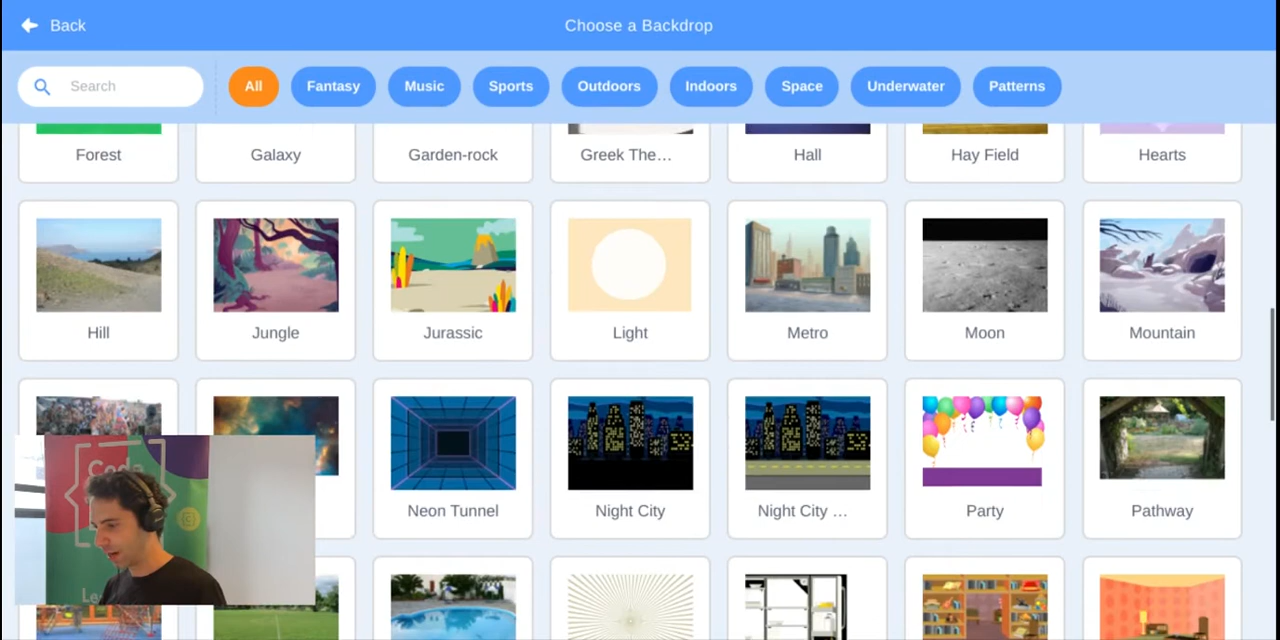 Back
Choose a Backdrop
Search
All
Fantasy
Music
Sports
Outdoors
Indoors
Space
Underwater
Patterns
Forest
Galaxy
Garden-rock
Greek The...
Hall
Hay Field
Hearts
Hill
Jungle
Jurassic
Light
Metro
Moon
Mountain
Neon Tunnel
Night City
Night City ...
Party
Pathway
Code